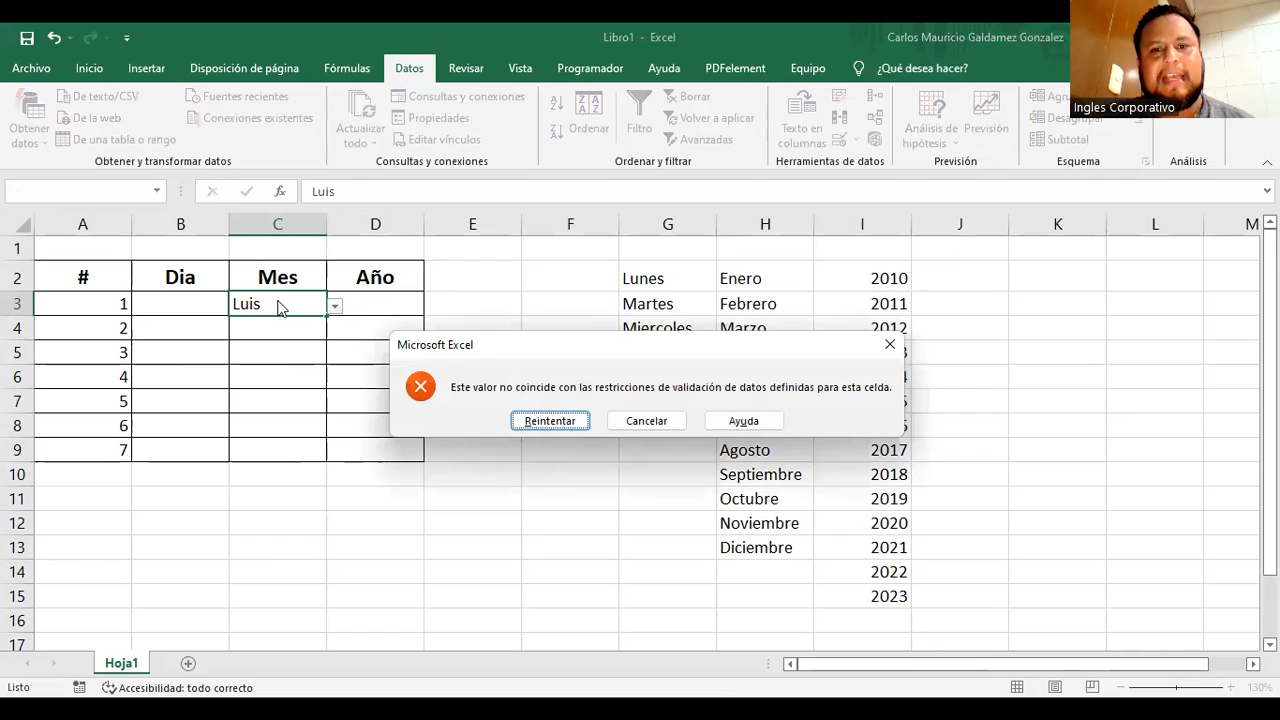 Libro1 - Excel
Carlos Mauricio Galdamez Gonzalez
Archivo Inicio Insertar Disposición de página Fórmulas Datos Revisar Vista Programador Ayuda PDFelement Equipo ¿Qué desea hacer?
Ingles Corporativo
Obtener datos
De texto/CSV
De la web
De una tabla o rango
Fuentes recientes
Conexiones existentes
Obtener y transformar datos
Actualizar todo
Consultas y conexiones
Propiedades
Editar vínculos
Consultas y conexiones
Ordenar
Filtro
Borrar
Volver a aplicar
Avanzadas
Ordenar y filtrar
Texto en columnas
Herramientas de datos
Análisis de hipótesis
Previsión
Previsión
Subtotal
Esquema
Análisis
Luis
A B C D E F G H I J K L M
1
2 # Dia Mes Año Lunes Enero 2010
3 1 Luis Martes Febrero 2011
4 2 Miercoles Marzo 2012
5 3
6 4
7 5
8 6
9 7 Agosto 2017
10 Septiembre 2018
11 Octubre 2019
12 Noviembre 2020
13 Diciembre 2021
14 2022
15 2023
16
17
Microsoft Excel
Este valor no coincide con las restricciones de validación de datos definidas para esta celda.
Reintentar Cancelar Ayuda
Hoja1
Listo Accesibilidad: todo correcto 130%